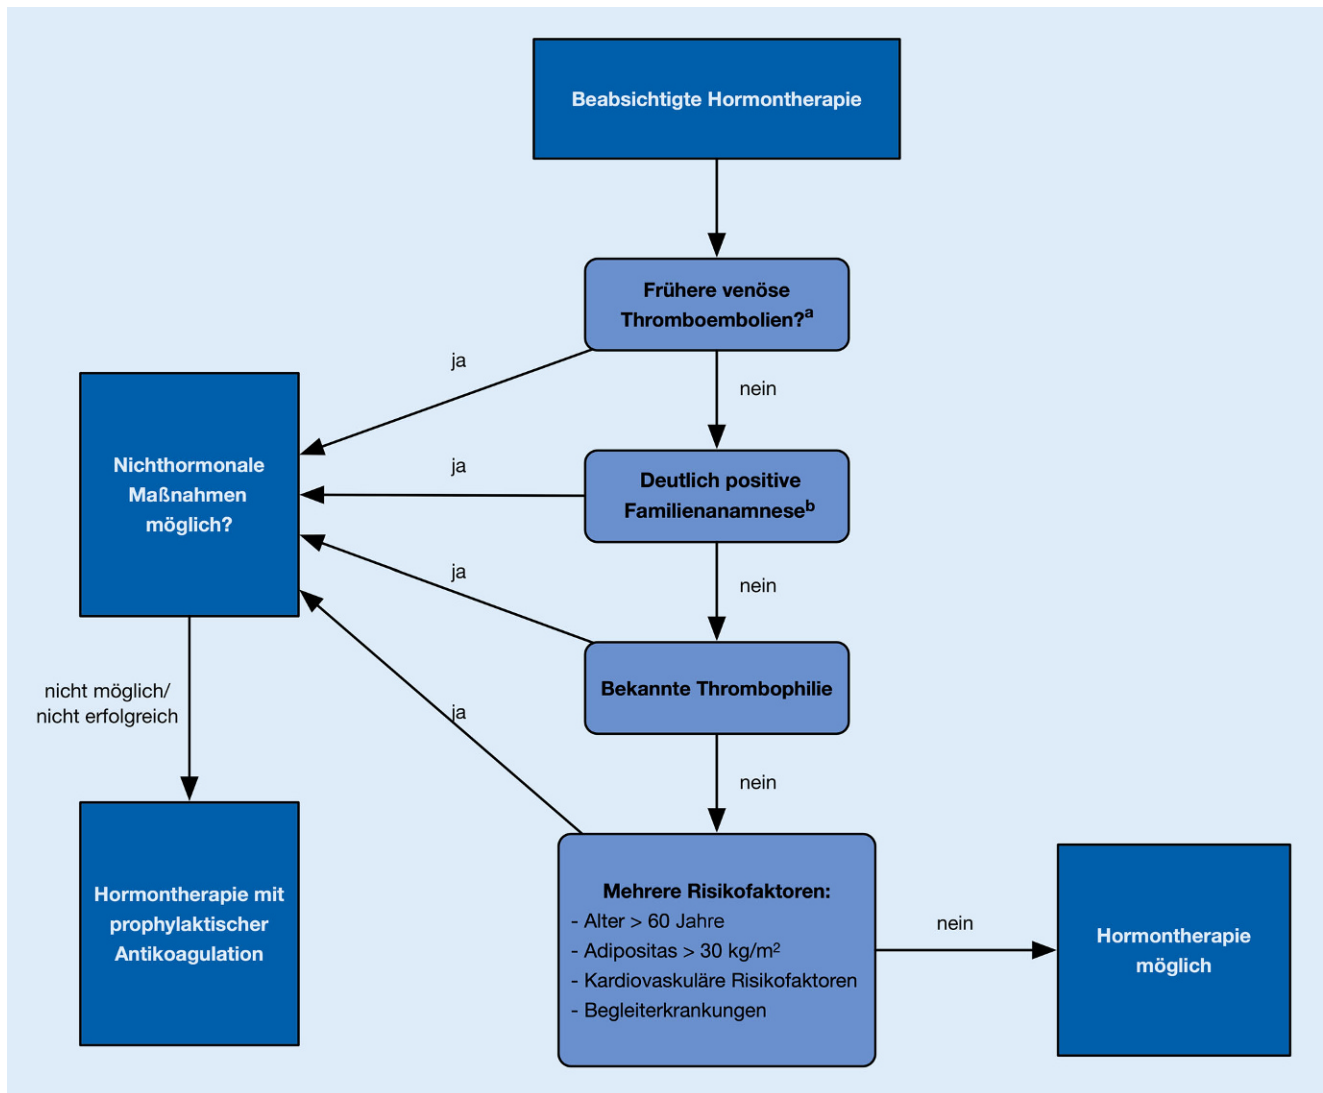 Beabsichtigte Hormontherapie
Frühere venöse
Thromboembolien?ᵃ
ja
nein
Nichthormonale
Maßnahmen
möglich?
ja
Deutlich positive
Familienanamneseᵇ
ja
nein
Bekannte Thrombophilie
nicht möglich/
nicht erfolgreich
ja
nein
Hormontherapie mit
prophylaktischer
Antikoagulation
Mehrere Risikofaktoren:
- Alter > 60 Jahre
- Adipositas > 30 kg/m²
- Kardiovaskuläre Risikofaktoren
- Begleiterkrankungen
nein
Hormontherapie
möglich